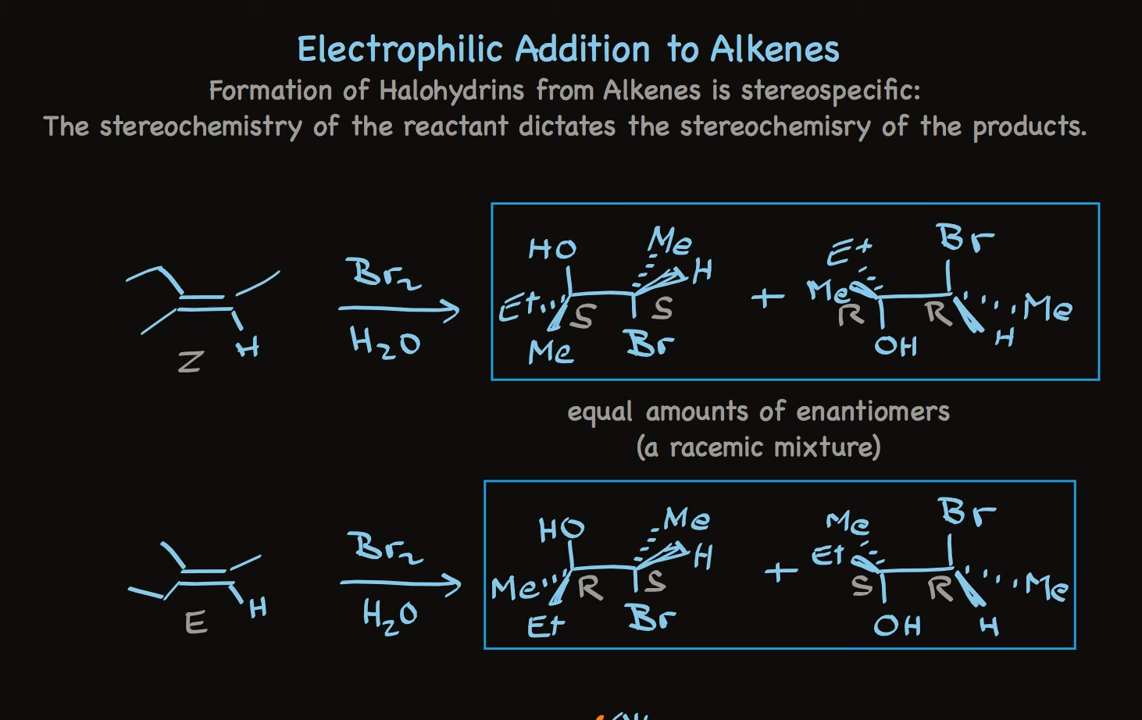 Electrophilic Addition to Alkenes
Formation of Halohydrins from Alkenes is stereospecific:
The stereochemistry of the reactant dictates the stereochemisry of the products.
Z H
Br2
H2O
HO Me H
Et S S
Me Br
+
Et Br
Me R R Me
OH H
equal amounts of enantiomers
(a racemic mixture)
E H
Br2
H2O
HO Me H
Me R S
Et Br
+
Me Br
Et S R Me
OH H